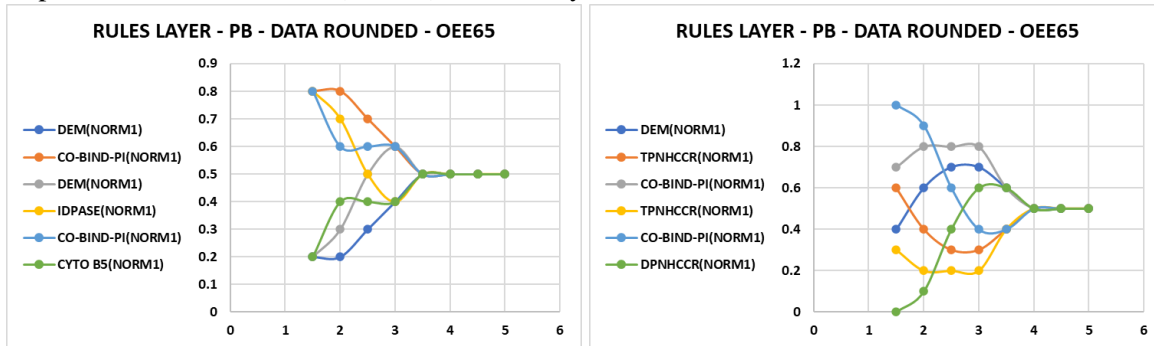 RULES LAYER - PB - DATA ROUNDED - OEE65
0.9
0.8
0.7
0.6
0.5
0.4
0.3
0.2
0.1
0
0 1 2 3 4 5 6
DEM(NORM1)
CO-BIND-PI(NORM1)
DEM(NORM1)
IDPASE(NORM1)
CO-BIND-PI(NORM1)
CYTO B5(NORM1)
RULES LAYER - PB - DATA ROUNDED - OEE65
1.2
1
0.8
0.6
0.4
0.2
0
0 1 2 3 4 5 6
DEM(NORM1)
TPNHCCR(NORM1)
CO-BIND-PI(NORM1)
TPNHCCR(NORM1)
CO-BIND-PI(NORM1)
DPNHCCR(NORM1)